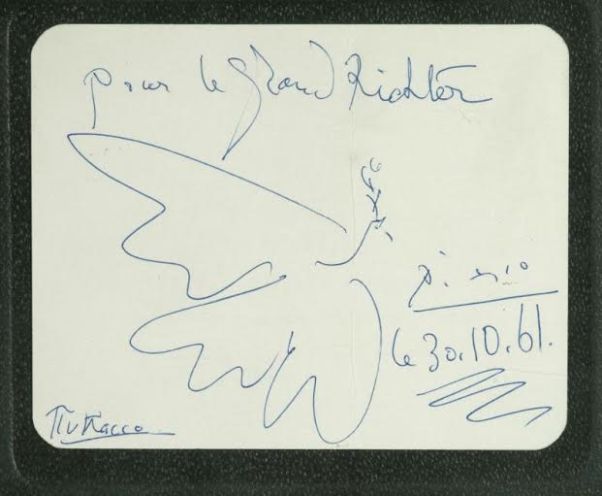 pour le grand Richter
Picasso
le 30.10.61.
Пикассо